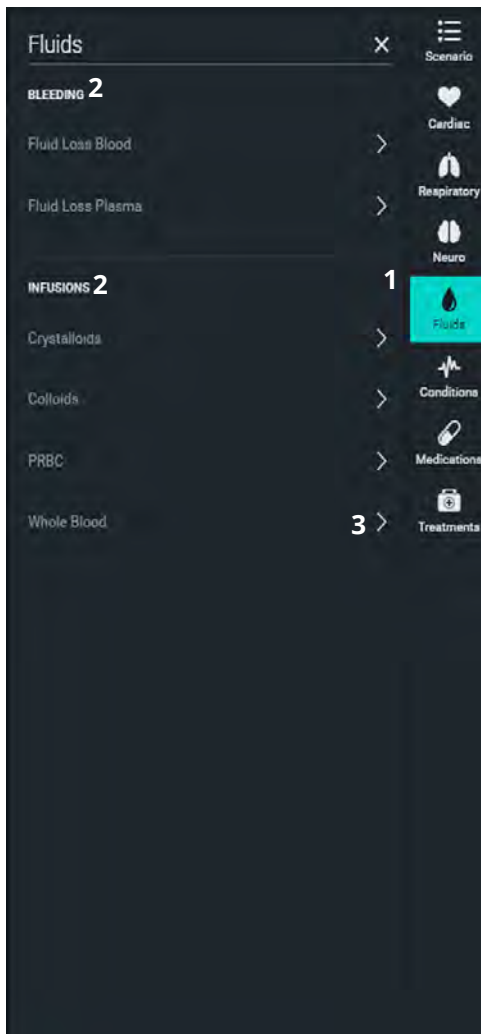 Fluids
BLEEDING 2
Fluid Loss Blood
Fluid Loss Plasma
INFUSIONS 2
Crystalloids
Colloids
PRBC
Whole Blood 3
Scenario
Cardiac
Respiratory
Neuro
1
Fluids
Conditions
Medications
Treatments